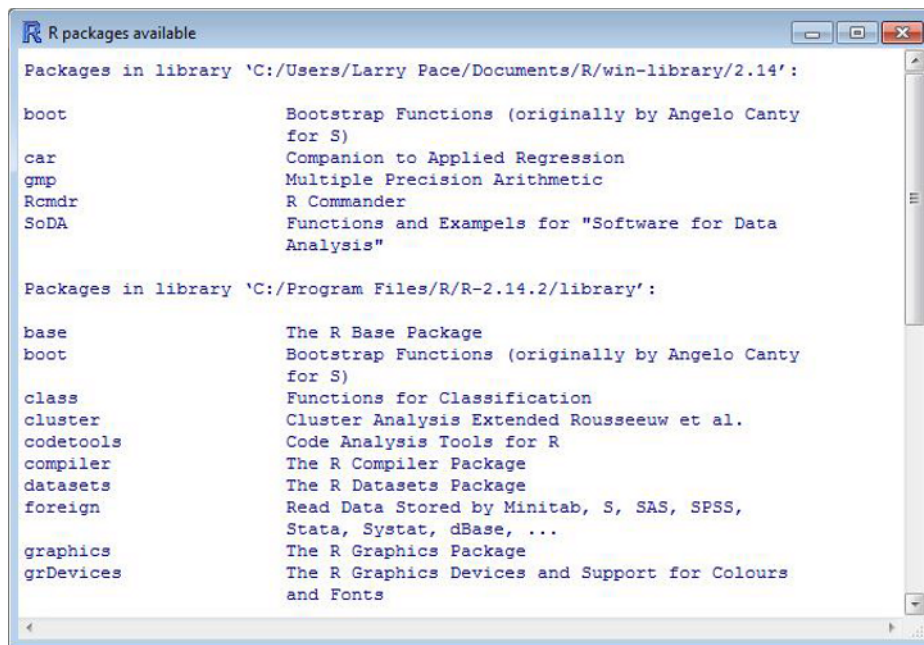 R packages available
Packages in library ‘C:/Users/Larry Pace/Documents/R/win-library/2.14’:
boot Bootstrap Functions (originally by Angelo Canty
for S)
car Companion to Applied Regression
gmp Multiple Precision Arithmetic
Rcmdr R Commander
SoDA Functions and Exampels for "Software for Data
Analysis"
Packages in library ‘C:/Program Files/R/R-2.14.2/library’:
base The R Base Package
boot Bootstrap Functions (originally by Angelo Canty
for S)
class Functions for Classification
cluster Cluster Analysis Extended Rousseeuw et al.
codetools Code Analysis Tools for R
compiler The R Compiler Package
datasets The R Datasets Package
foreign Read Data Stored by Minitab, S, SAS, SPSS,
Stata, Systat, dBase, ...
graphics The R Graphics Package
grDevices The R Graphics Devices and Support for Colours
and Fonts